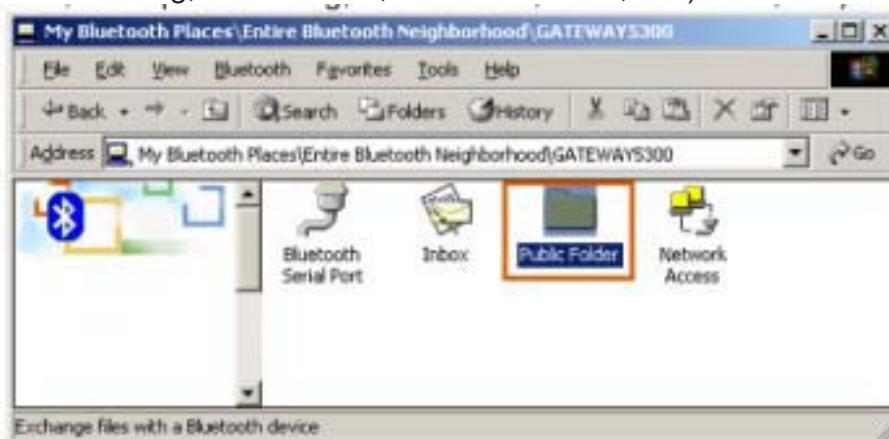 My Bluetooth Places\Entire Bluetooth Neighborhood\GATEWAY5300
File Edit View Bluetooth Favorites Tools Help
Back Search Folders History
Address My Bluetooth Places\Entire Bluetooth Neighborhood\GATEWAY5300 Go
Bluetooth Serial Port
Inbox
Public Folder
Network Access
Exchange files with a Bluetooth device